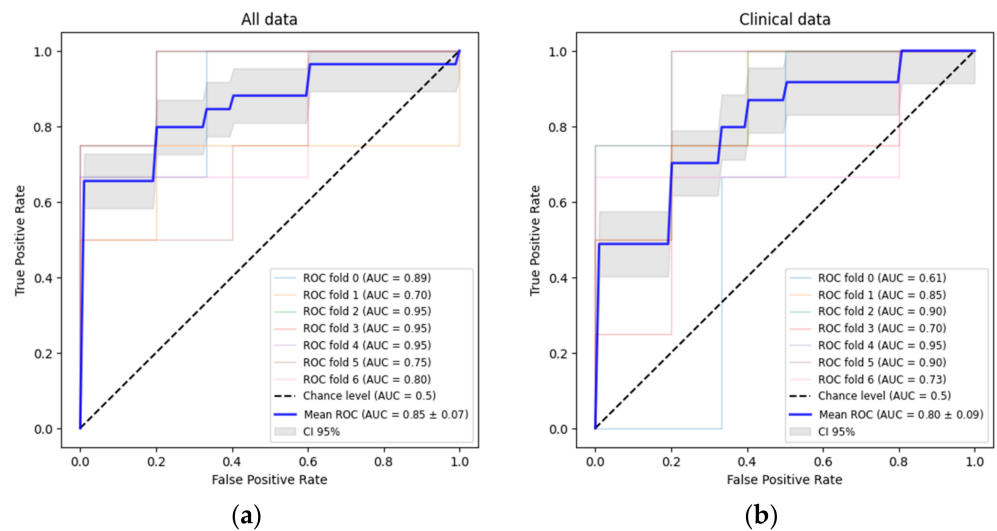 All data
True Positive Rate
1.0
0.8
0.6
0.4
0.2
0.0
ROC fold 0 (AUC = 0.89)
ROC fold 1 (AUC = 0.70)
ROC fold 2 (AUC = 0.95)
ROC fold 3 (AUC = 0.95)
ROC fold 4 (AUC = 0.95)
ROC fold 5 (AUC = 0.75)
ROC fold 6 (AUC = 0.80)
Chance level (AUC = 0.5)
Mean ROC (AUC = 0.85 ± 0.07)
CI 95%
0.0 0.2 0.4 0.6 0.8 1.0
False Positive Rate
(a)
Clinical data
True Positive Rate
1.0
0.8
0.6
0.4
0.2
0.0
ROC fold 0 (AUC = 0.61)
ROC fold 1 (AUC = 0.85)
ROC fold 2 (AUC = 0.90)
ROC fold 3 (AUC = 0.70)
ROC fold 4 (AUC = 0.95)
ROC fold 5 (AUC = 0.90)
ROC fold 6 (AUC = 0.73)
Chance level (AUC = 0.5)
Mean ROC (AUC = 0.80 ± 0.09)
CI 95%
0.0 0.2 0.4 0.6 0.8 1.0
False Positive Rate
(b)